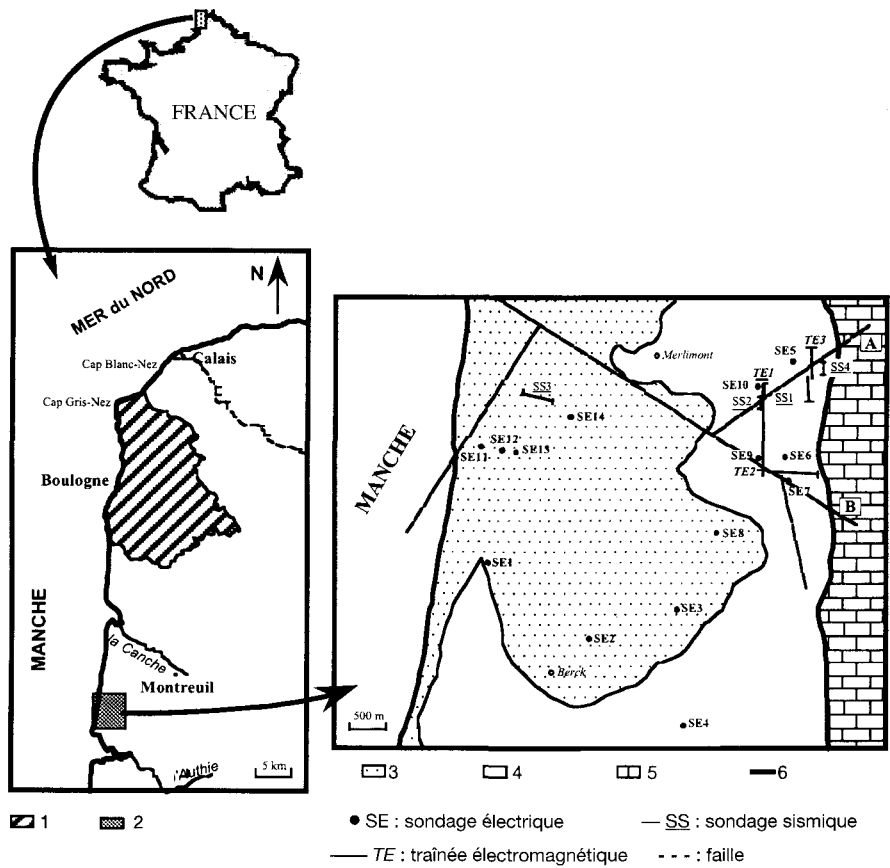 FRANCE
MER du NORD
N
Calais
Cap Blanc-Nez
Cap Gris-Nez
Boulogne
MANCHE
la Canche
Montreuil
l'Authie
5 km
MANCHE
Merlimont
SE5
TE3
A
SS4
TE1
SE10
SS2
SS1
SS3
SE14
SE12
SE11
SE13
SE9
SE6
TE2
SE7
B
SE8
SE1
SE3
SE2
Berck
SE4
500 m
3
4
5
6
1
2
SE : sondage électrique
SS : sondage sismique
TE : traînée électromagnétique
: faille